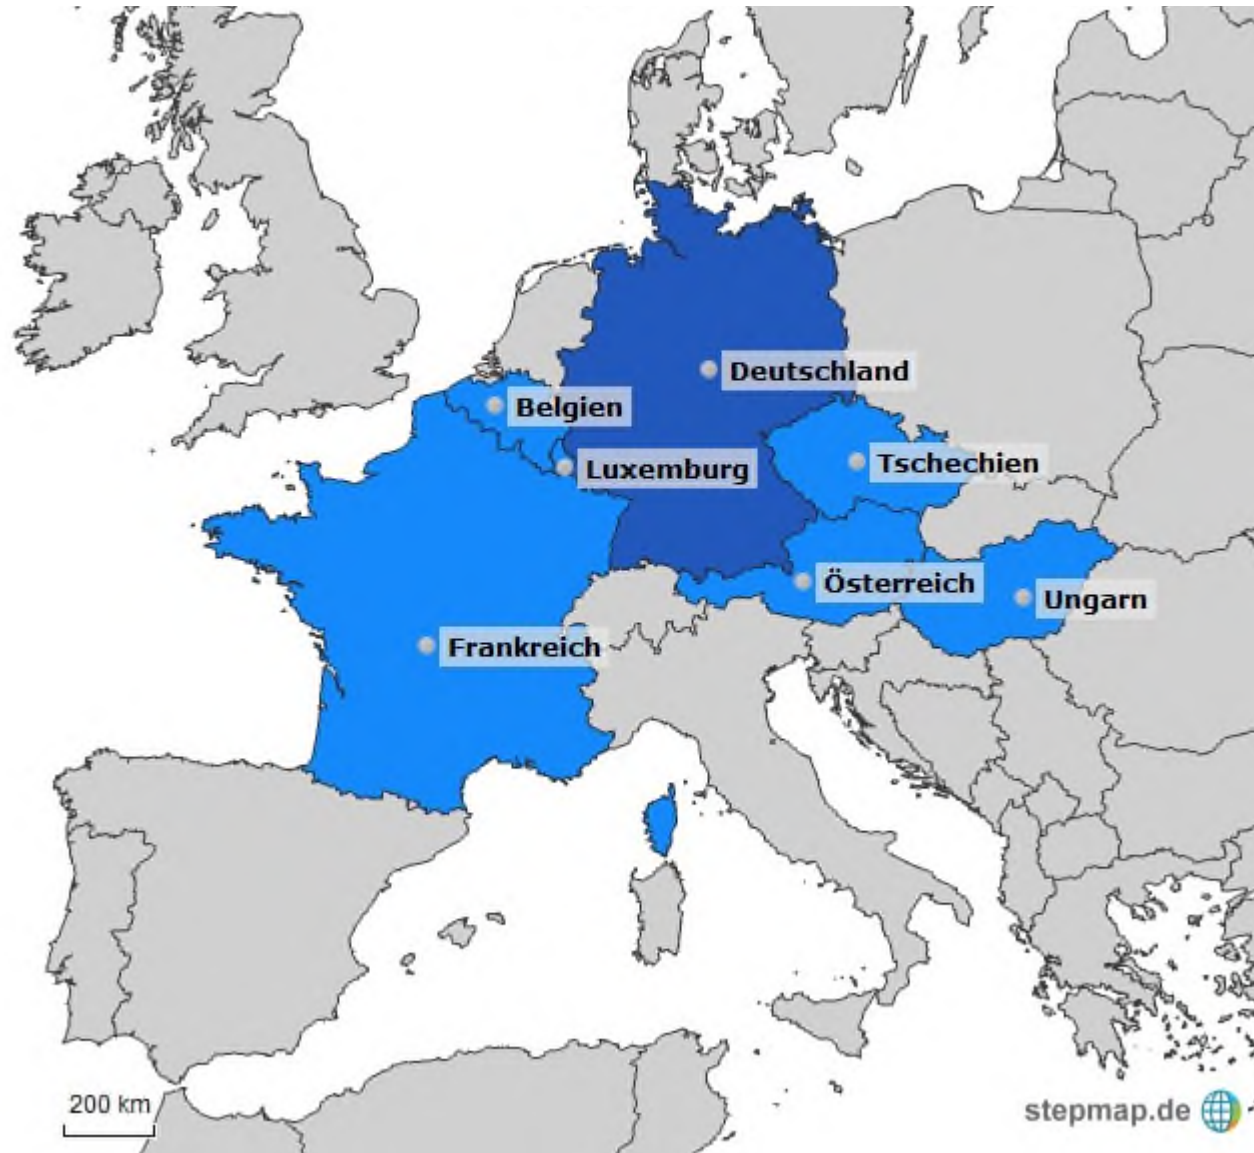 Deutschland
Belgien
Tschechien
Luxemburg
Österreich
Ungarn
Frankreich
200 km
stepmap.de